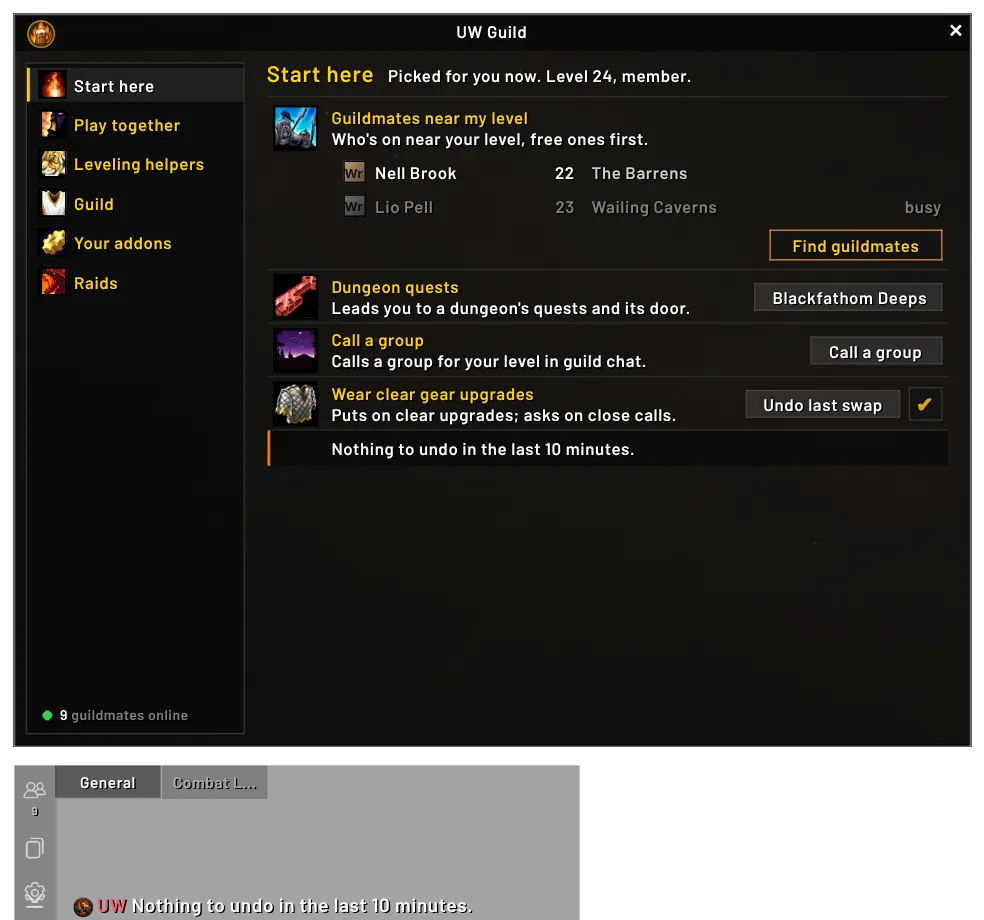 UW Guild
Start here
Play together
Leveling helpers
Guild
Your addons
Raids
9 guildmates online
Start here Picked for you now. Level 24, member.
Guildmates near my level
Who's on near your level, free ones first.
Wr Nell Brook 22 The Barrens
Wr Lio Pell 23 Wailing Caverns busy
Find guildmates
Dungeon quests
Leads you to a dungeon's quests and its door.
Blackfathom Deeps
Call a group
Calls a group for your level in guild chat.
Call a group
Wear clear gear upgrades
Puts on clear upgrades; asks on close calls.
Undo last swap
Nothing to undo in the last 10 minutes.
General Combat L...
9
UW Nothing to undo in the last 10 minutes.